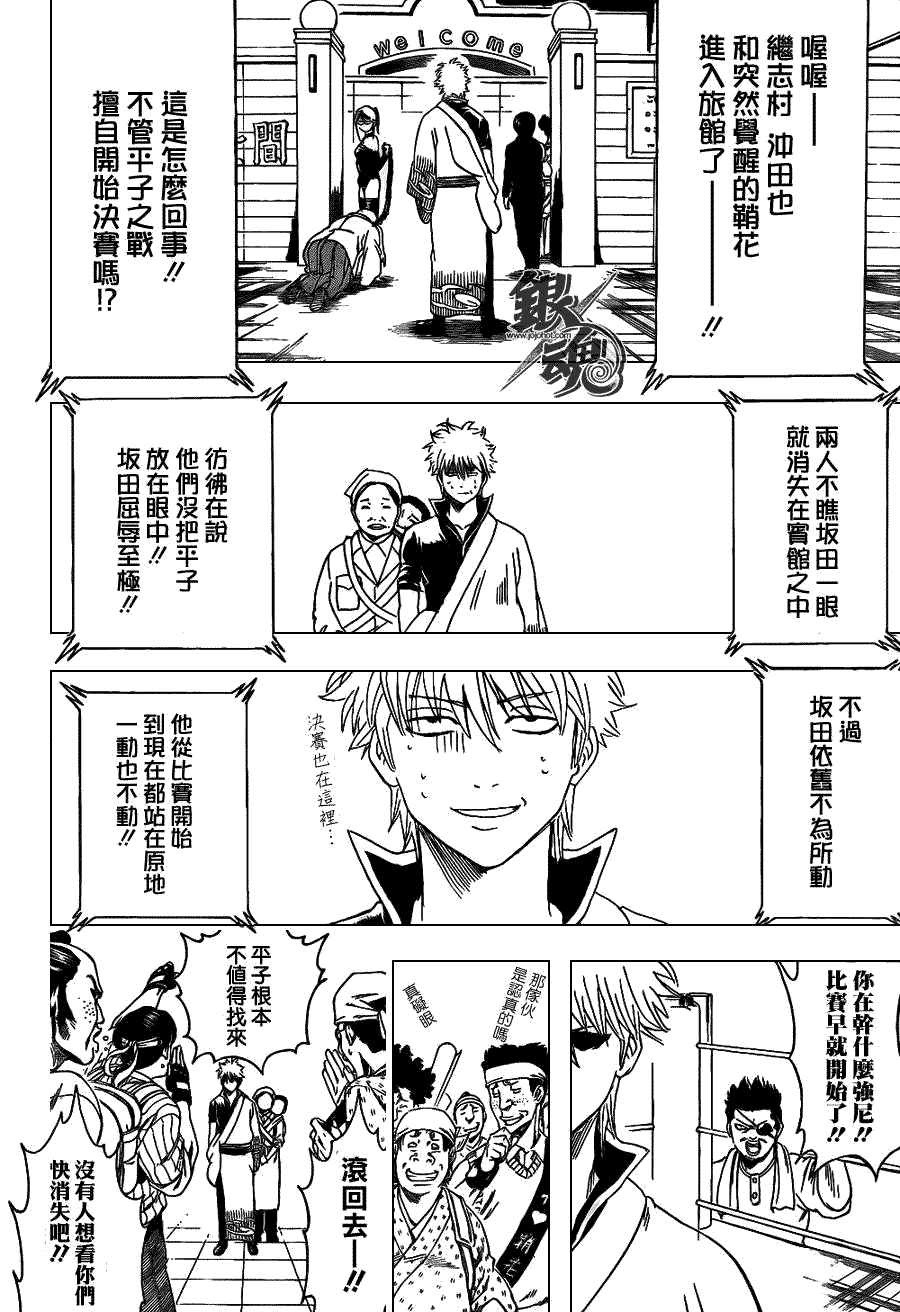 喔喔——
繼志村 沖田也
和突然覺醒的鞘花
進入旅館了————!!
welcome
這是怎麼回事!!
不管平子之戰
擅自開始決賽嗎!?
銀魂
www.jojohot.com
兩人不瞧坂田一眼
就消失在賓館之中
彷彿在說
他們沒把平子
放在眼中!!
坂田屈辱至極!!
不過
坂田依舊不為所動
決賽也在這裡…
他從比賽開始
到現在都站在原地
一動也不動!!
你在幹什麼強尼!!
比賽早就開始了!!
那傢伙
是認真的嗎
真礙眼
鞘花
平子根本
不值得找來
滾回去—!!
沒有人想看你們
快消失吧!!